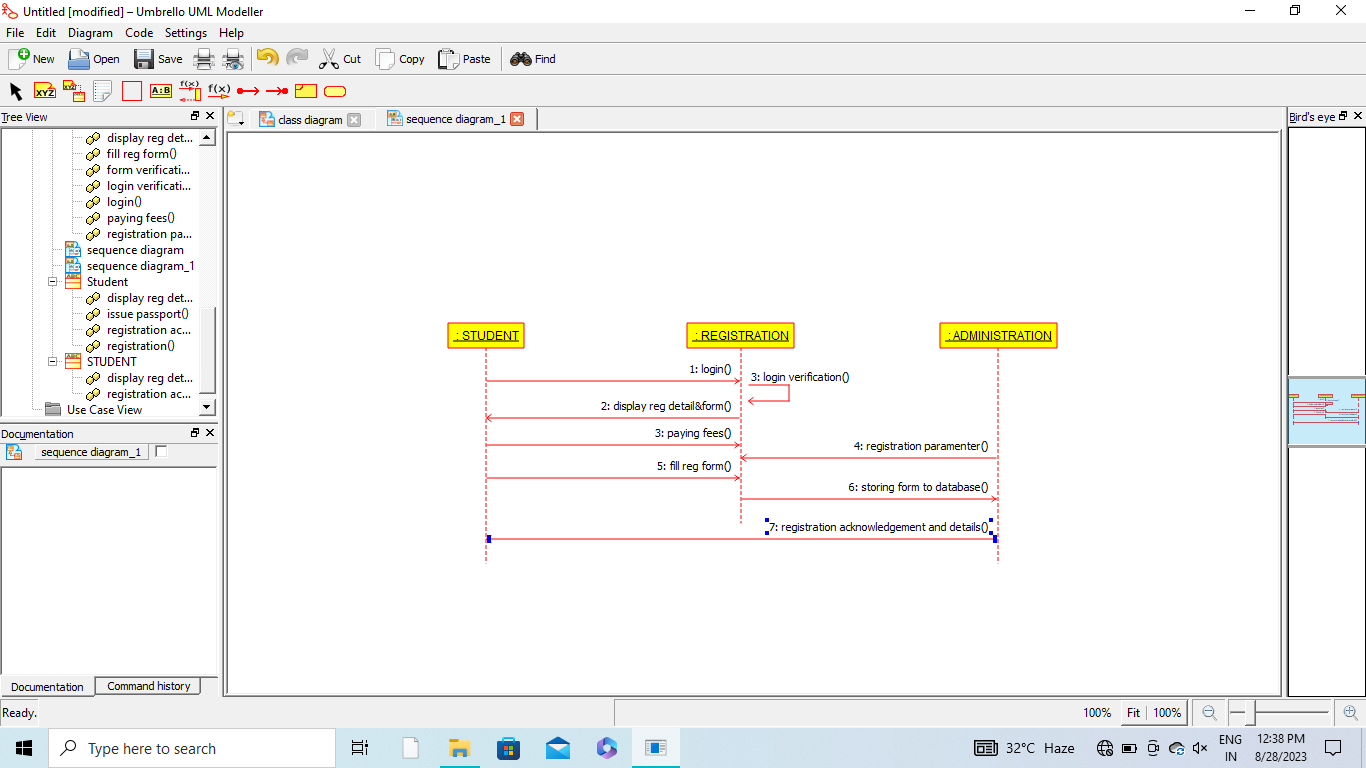 Untitled [modified] – Umbrello UML Modeller
File Edit Diagram Code Settings Help
New Open Save Cut Copy Paste Find
XYZ XYZ A:B f(x) f(x)
Tree View
class diagram
sequence diagram_1
Bird's eye
display reg det...
fill reg form()
form verificati...
login verificati...
login()
paying fees()
registration pa...
sequence diagram
sequence diagram_1
Student
display reg det...
issue passport()
registration ac...
registration()
STUDENT
display reg det...
registration ac...
Use Case View
Documentation
sequence diagram_1
Documentation Command history
: STUDENT
: REGISTRATION
: ADMINISTRATION
1: login()
3: login verification()
2: display reg detail&form()
3: paying fees()
4: registration paramenter()
5: fill reg form()
6: storing form to database()
7: registration acknowledgement and details()
Ready.
100% Fit 100%
Type here to search
32°C Haze
ENG
IN
12:38 PM
8/28/2023